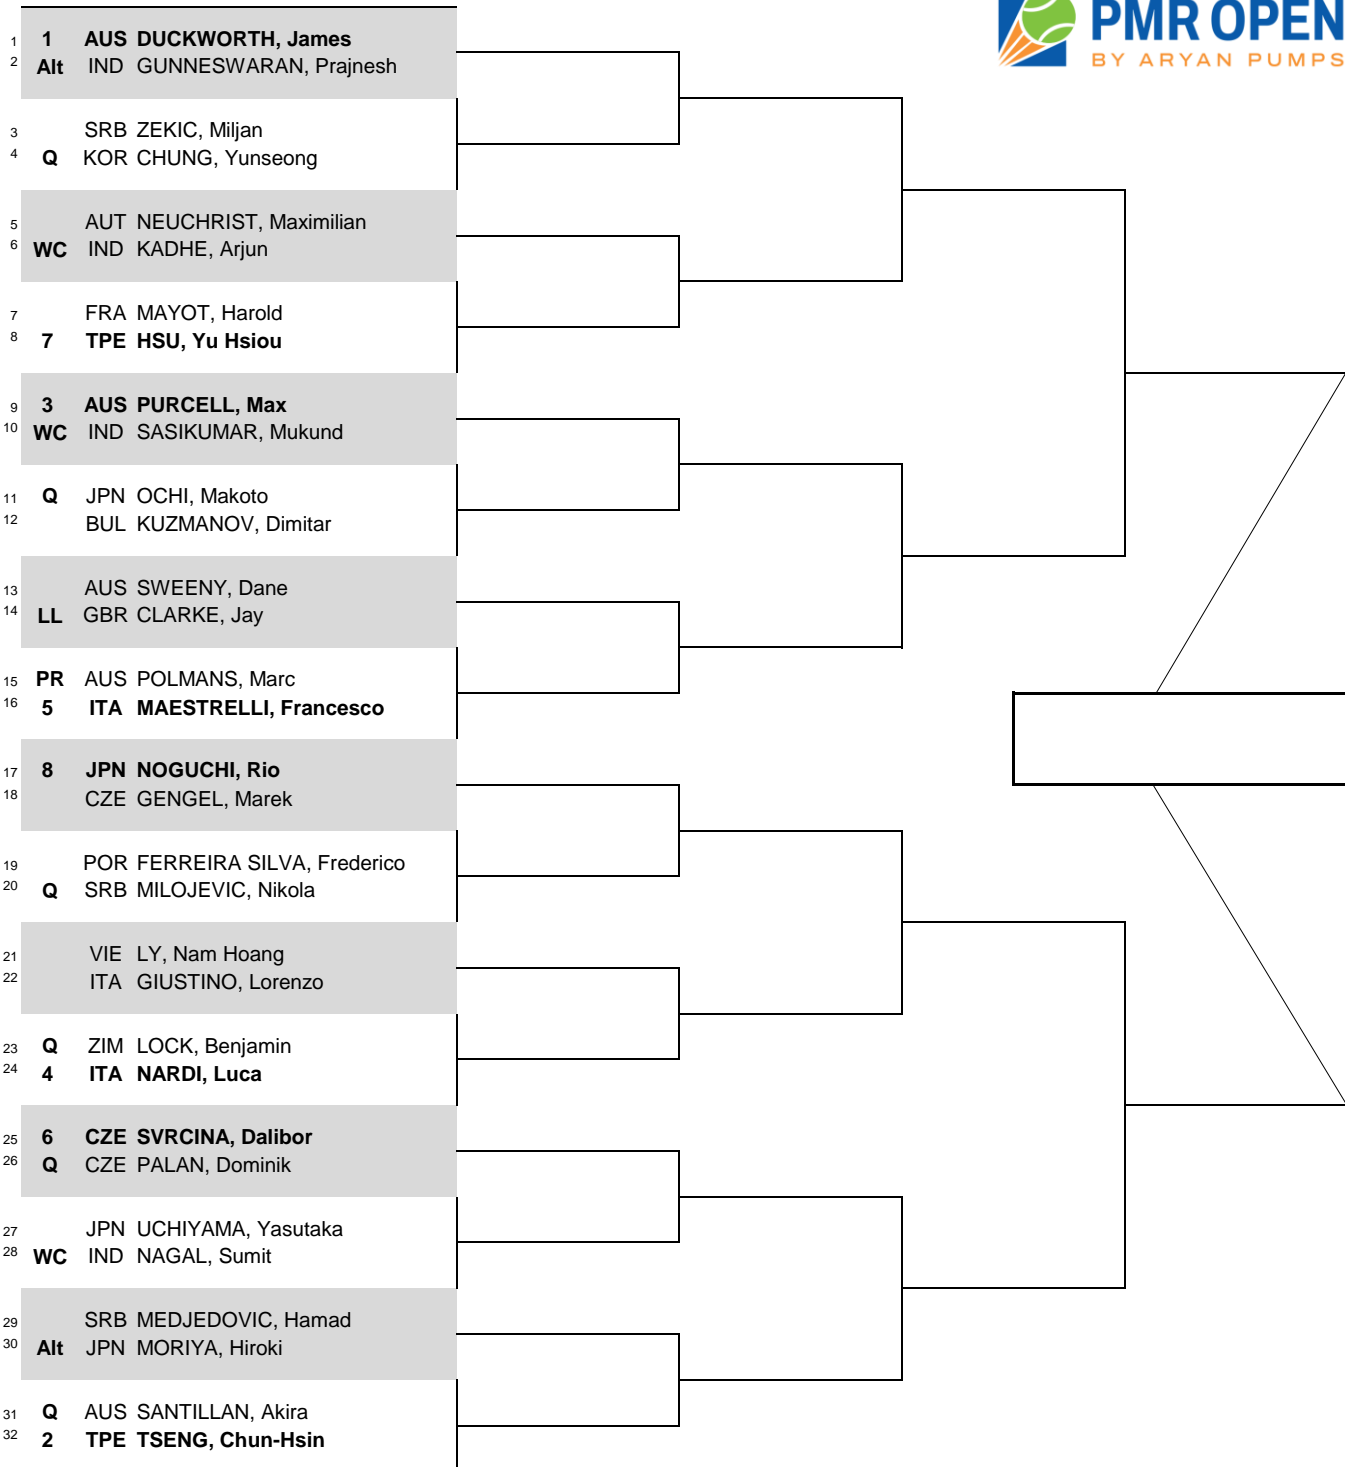 PMR OPEN
BY ARYAN PUMPS
1 1 AUS DUCKWORTH, James
2 Alt IND GUNNESWARAN, Prajnesh
3 SRB ZEKIC, Miljan
4 Q KOR CHUNG, Yunseong
5 AUT NEUCHRIST, Maximilian
6 WC IND KADHE, Arjun
7 FRA MAYOT, Harold
8 7 TPE HSU, Yu Hsiou
9 3 AUS PURCELL, Max
10 WC IND SASIKUMAR, Mukund
11 Q JPN OCHI, Makoto
12 BUL KUZMANOV, Dimitar
13 AUS SWEENY, Dane
14 LL GBR CLARKE, Jay
15 PR AUS POLMANS, Marc
16 5 ITA MAESTRELLI, Francesco
17 8 JPN NOGUCHI, Rio
18 CZE GENGEL, Marek
19 POR FERREIRA SILVA, Frederico
20 Q SRB MILOJEVIC, Nikola
21 VIE LY, Nam Hoang
22 ITA GIUSTINO, Lorenzo
23 Q ZIM LOCK, Benjamin
24 4 ITA NARDI, Luca
25 6 CZE SVRCINA, Dalibor
26 Q CZE PALAN, Dominik
27 JPN UCHIYAMA, Yasutaka
28 WC IND NAGAL, Sumit
29 SRB MEDJEDOVIC, Hamad
30 Alt JPN MORIYA, Hiroki
31 Q AUS SANTILLAN, Akira
32 2 TPE TSENG, Chun-Hsin